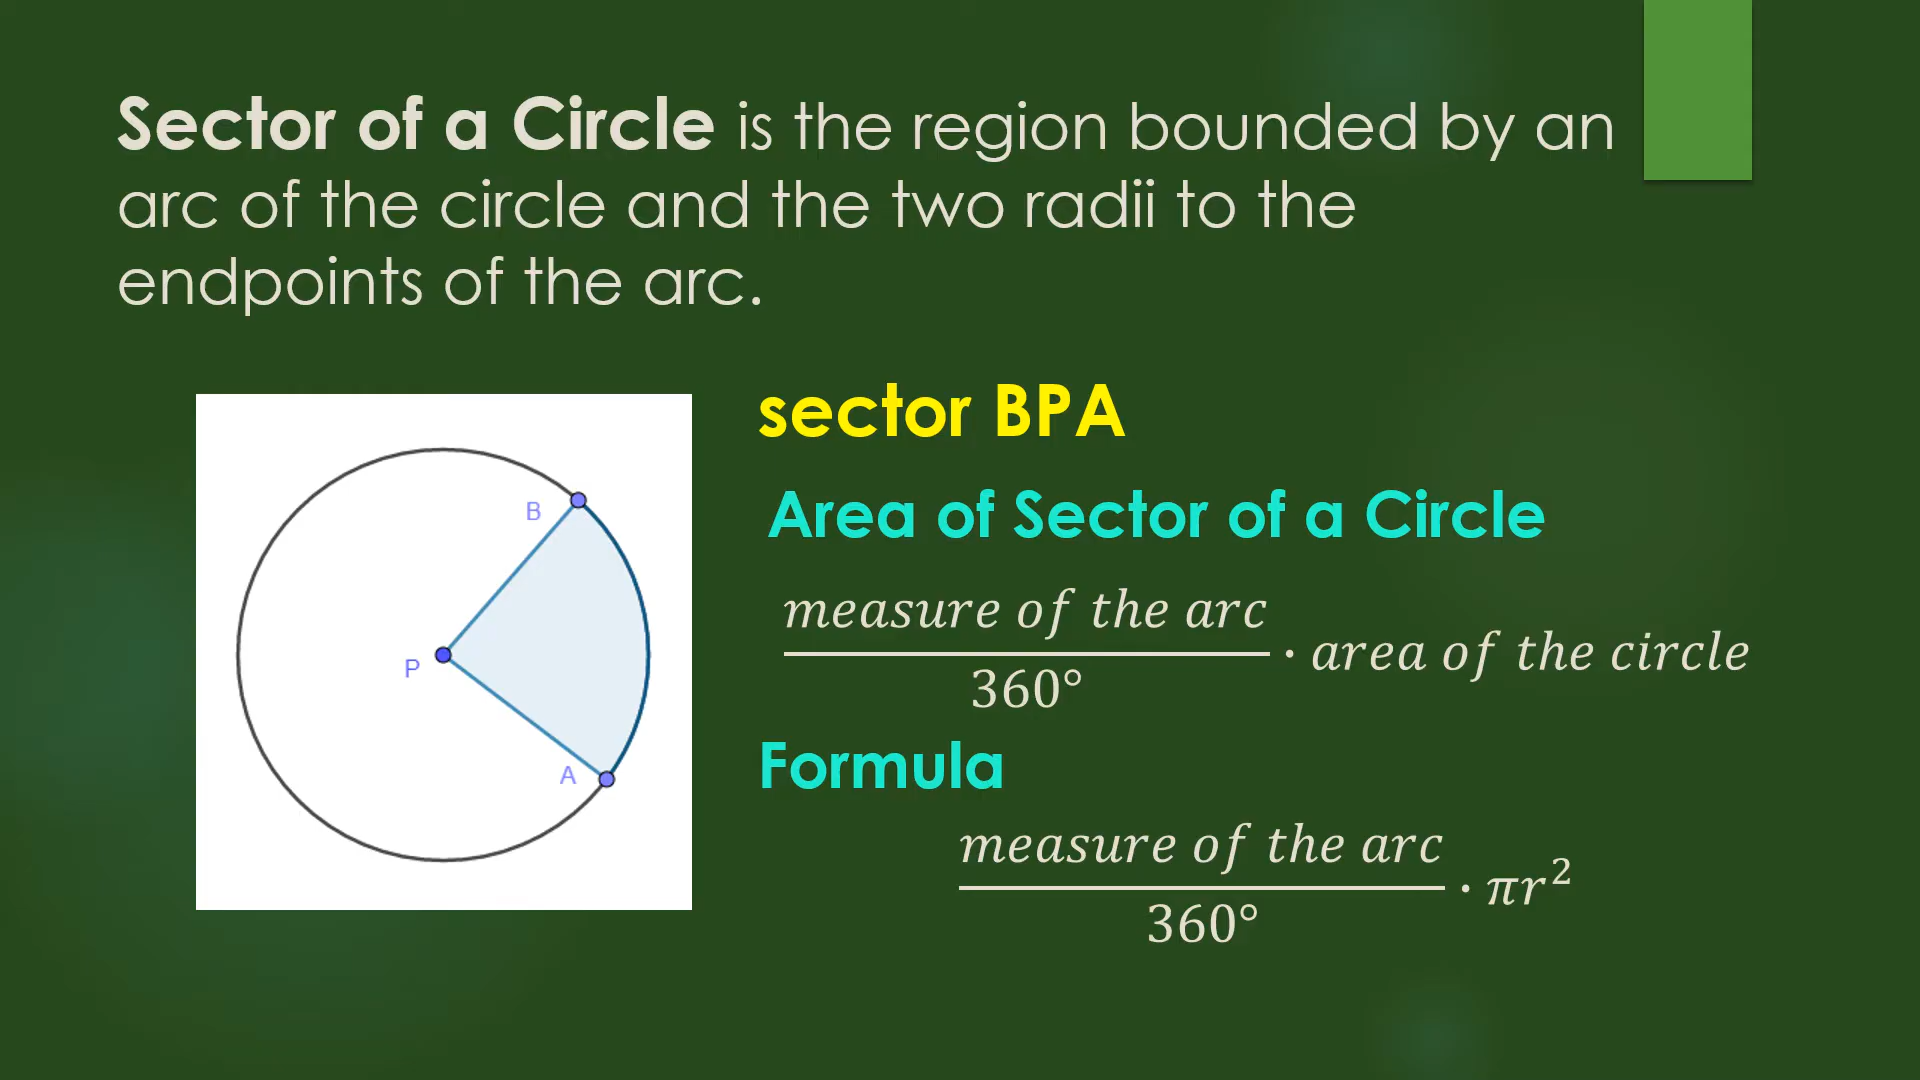 Sector of a Circle is the region bounded by an
arc of the circle and the two radii to the
endpoints of the arc.
B
P
A
sector BPA
Area of Sector of a Circle
measure of the arc
360°
· area of the circle
Formula
measure of the arc
360°
· πr²